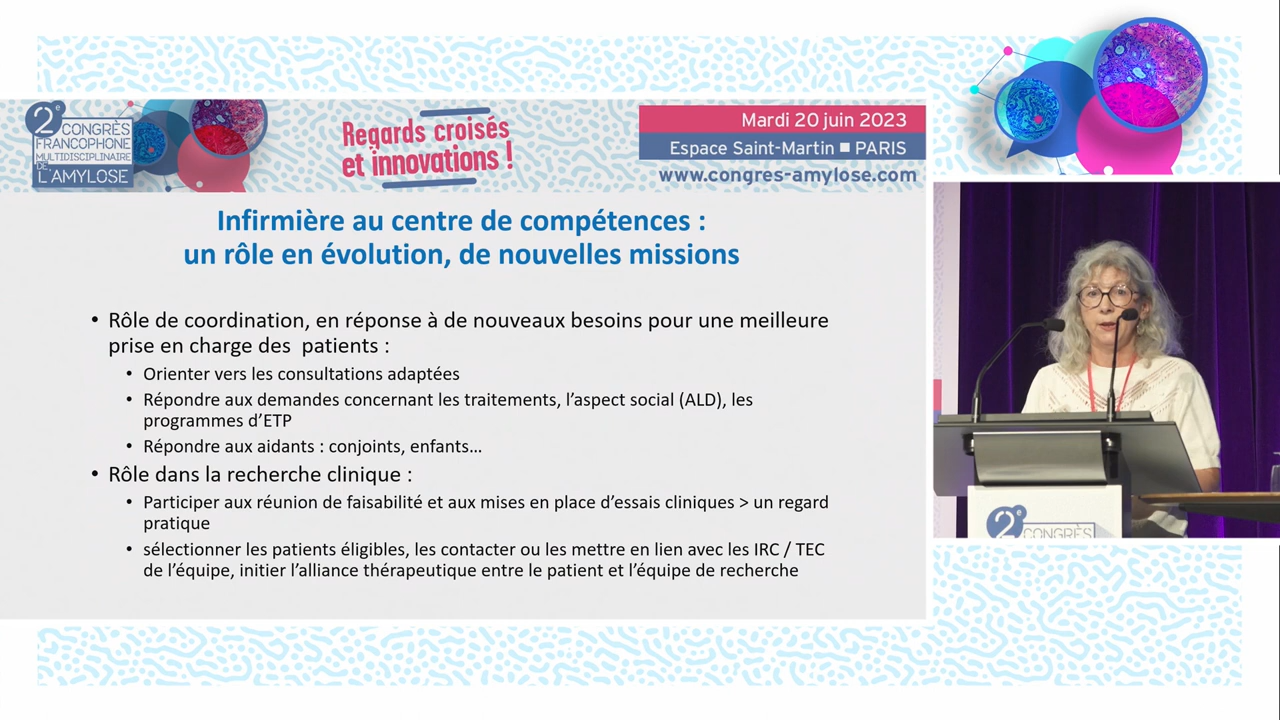 2e CONGRÈS
FRANCOPHONE
MULTIDISCIPLINAIRE
DE L'AMYLOSE
Regards croisés
et innovations !
Mardi 20 juin 2023
Espace Saint-Martin ■ PARIS
www.congres-amylose.com
Infirmière au centre de compétences :
un rôle en évolution, de nouvelles missions
• Rôle de coordination, en réponse à de nouveaux besoins pour une meilleure
prise en charge des patients :
• Orienter vers les consultations adaptées
• Répondre aux demandes concernant les traitements, l’aspect social (ALD), les
programmes d’ETP
• Répondre aux aidants : conjoints, enfants…
• Rôle dans la recherche clinique :
• Participer aux réunion de faisabilité et aux mises en place d’essais cliniques > un regard
pratique
• sélectionner les patients éligibles, les contacter ou les mettre en lien avec les IRC / TEC
de l’équipe, initier l’alliance thérapeutique entre le patient et l’équipe de recherche
2e
CONGRÈS